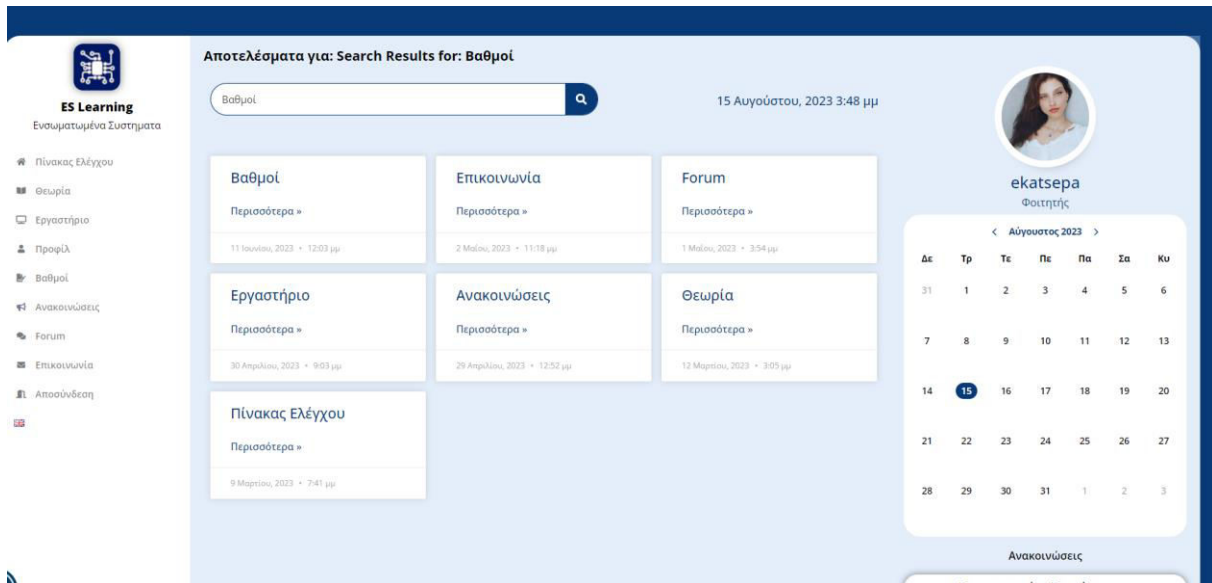 ES Learning
Ενσωματωμένα Συστηματα
Πίνακας Ελέγχου
Θεωρία
Εργαστήριο
Προφίλ
Βαθμοί
Ανακοινώσεις
Forum
Επικοινωνία
Αποσύνδεση
Αποτελέσματα για: Search Results for: Βαθμοί
Βαθμοί
15 Αυγούστου, 2023 3:48 μμ
Βαθμοί
Περισσότερα »
11 Ιουνίου, 2023 • 12:03 μμ
Επικοινωνία
Περισσότερα »
2 Μαΐου, 2023 • 11:18 μμ
Forum
Περισσότερα »
1 Μαΐου, 2023 • 3:54 μμ
Εργαστήριο
Περισσότερα »
30 Απριλίου, 2023 • 9:03 μμ
Ανακοινώσεις
Περισσότερα »
29 Απριλίου, 2023 • 12:52 μμ
Θεωρία
Περισσότερα »
12 Μαρτίου, 2023 • 3:05 μμ
Πίνακας Ελέγχου
Περισσότερα »
9 Μαρτίου, 2023 • 7:41 μμ
ekatsepa
Φοιτητής
< Αύγουστος 2023 >
Δε Τρ Τε Πε Πα Σα Κυ
31 1 2 3 4 5 6
7 8 9 10 11 12 13
14 15 16 17 18 19 20
21 22 23 24 25 26 27
28 29 30 31 1 2 3
Ανακοινώσεις